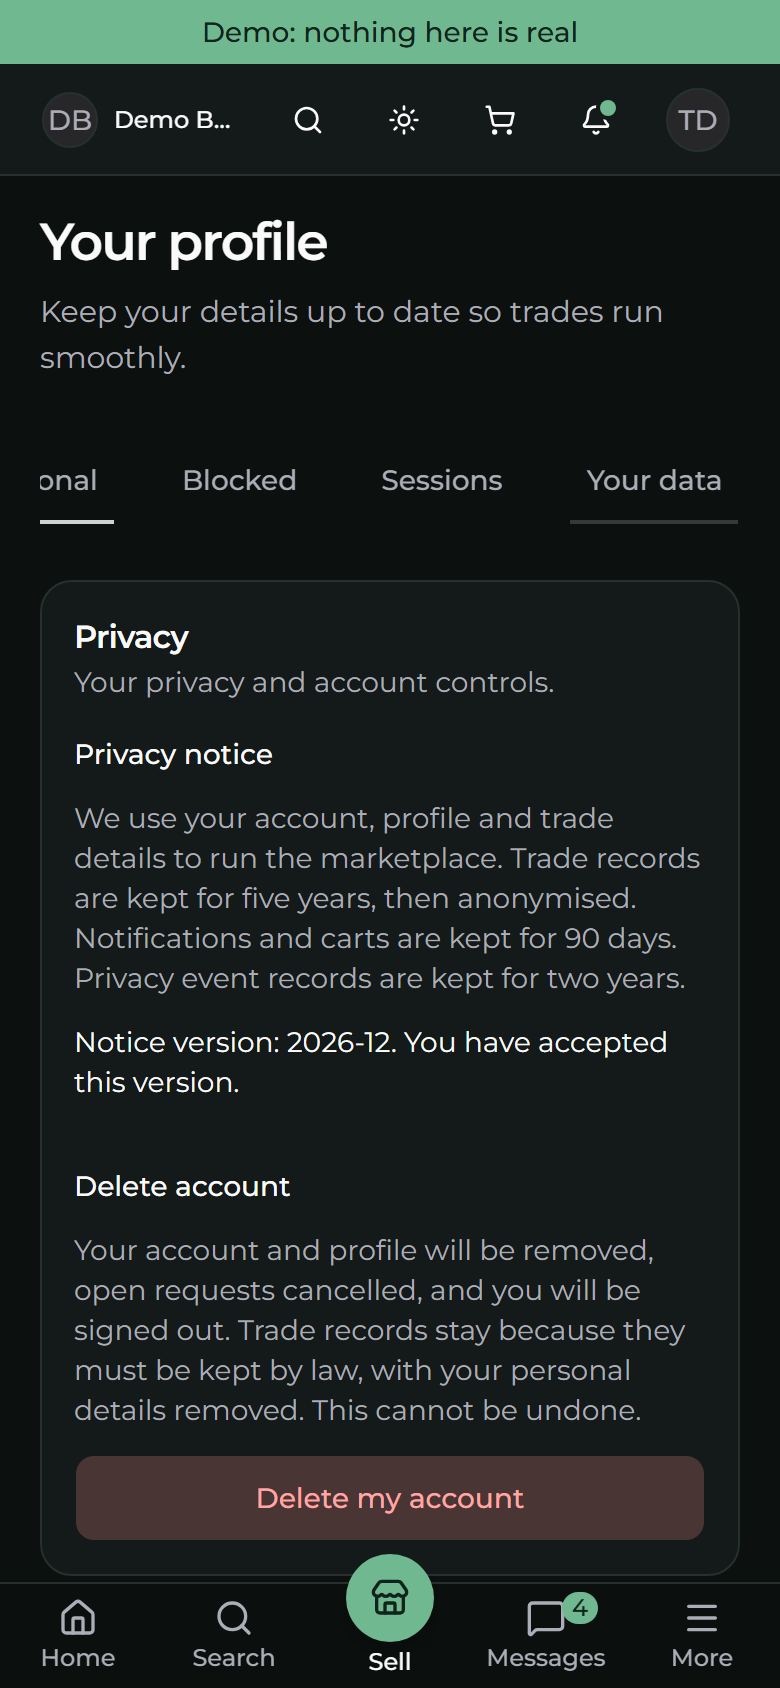 Demo: nothing here is real
DB Demo B... TD
Your profile
Keep your details up to date so trades run
smoothly.
onal Blocked Sessions Your data
Privacy
Your privacy and account controls.
Privacy notice
We use your account, profile and trade
details to run the marketplace. Trade records
are kept for five years, then anonymised.
Notifications and carts are kept for 90 days.
Privacy event records are kept for two years.
Notice version: 2026-12. You have accepted
this version.
Delete account
Your account and profile will be removed,
open requests cancelled, and you will be
signed out. Trade records stay because they
must be kept by law, with your personal
details removed. This cannot be undone.
Delete my account
4
Home Search Sell Messages More